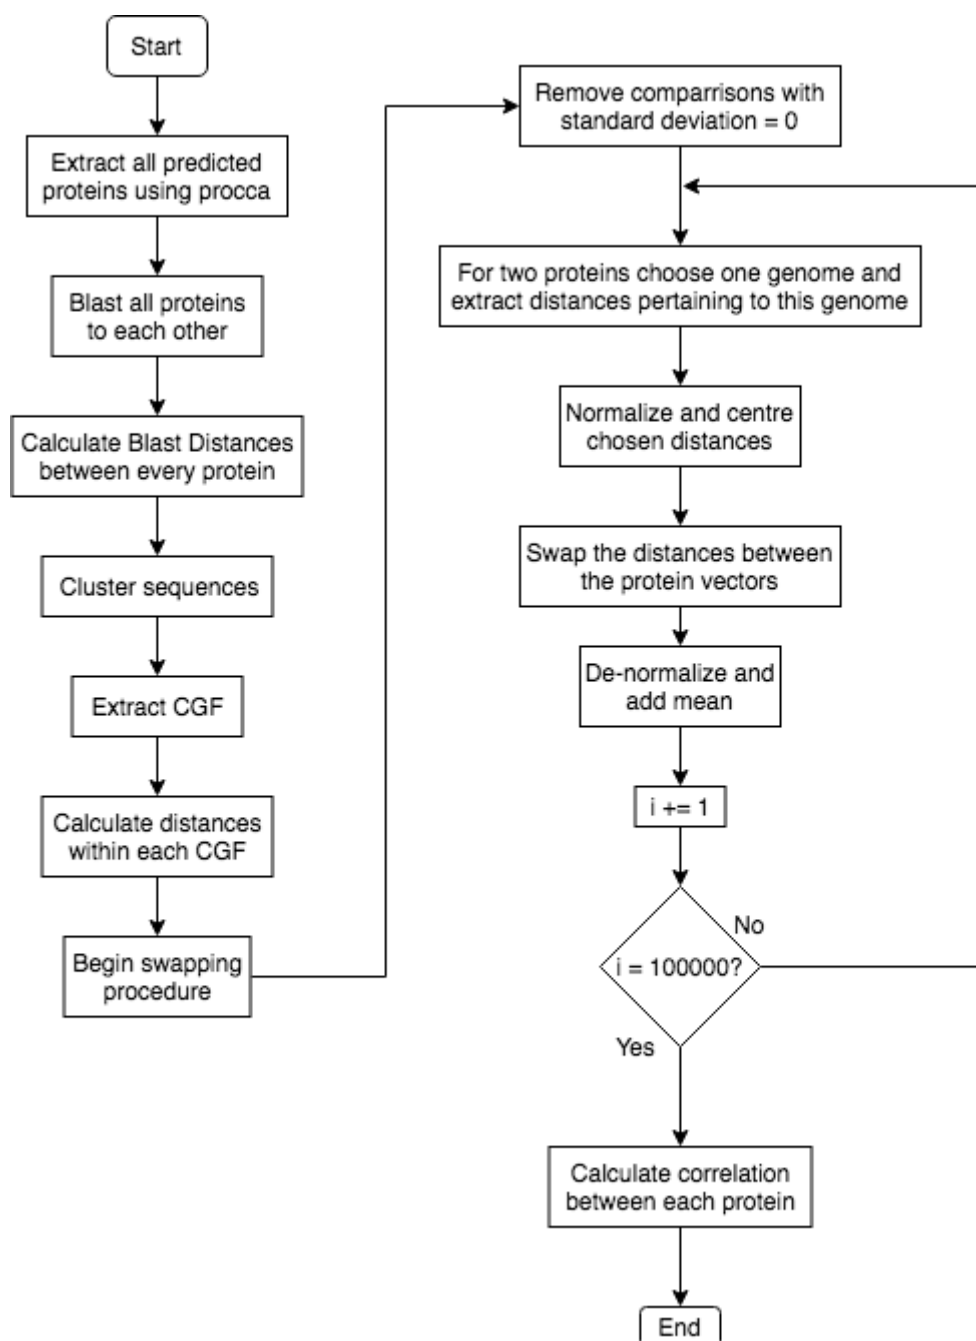 Start
Extract all predicted
proteins using procca
Blast all proteins
to each other
Calculate Blast Distances
between every protein
Cluster sequences
Extract CGF
Calculate distances
within each CGF
Begin swapping
procedure
Remove comparrisons with
standard deviation = 0
For two proteins choose one genome and
extract distances pertaining to this genome
Normalize and centre
chosen distances
Swap the distances between
the protein vectors
De-normalize and
add mean
i += 1
i = 100000?
No
Yes
Calculate correlation
between each protein
End